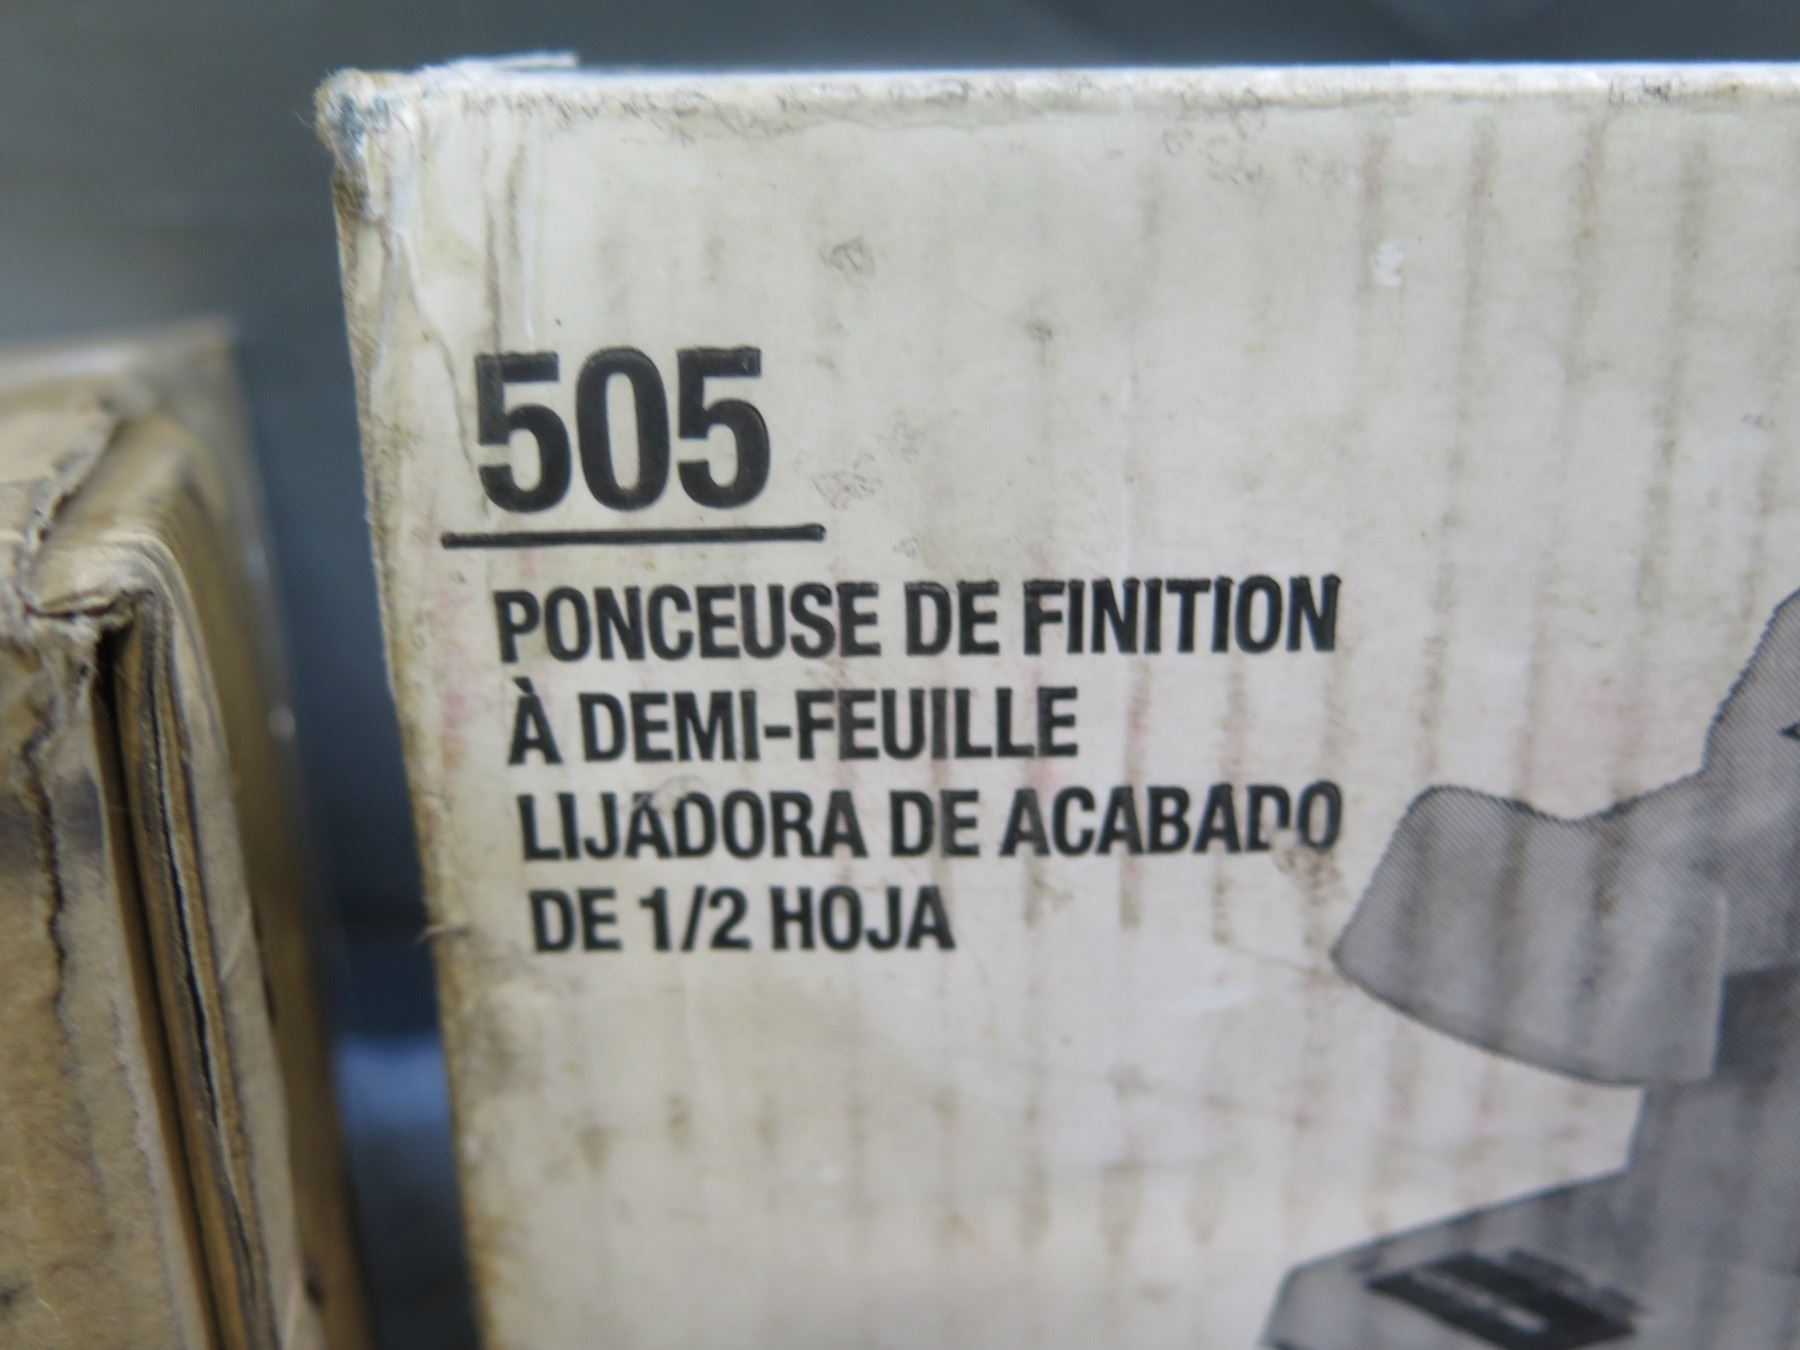 505
PONCEUSE DE FINITION
À DEMI-FEUILLE
LIJADORA DE ACABADO
DE 1/2 HOJA